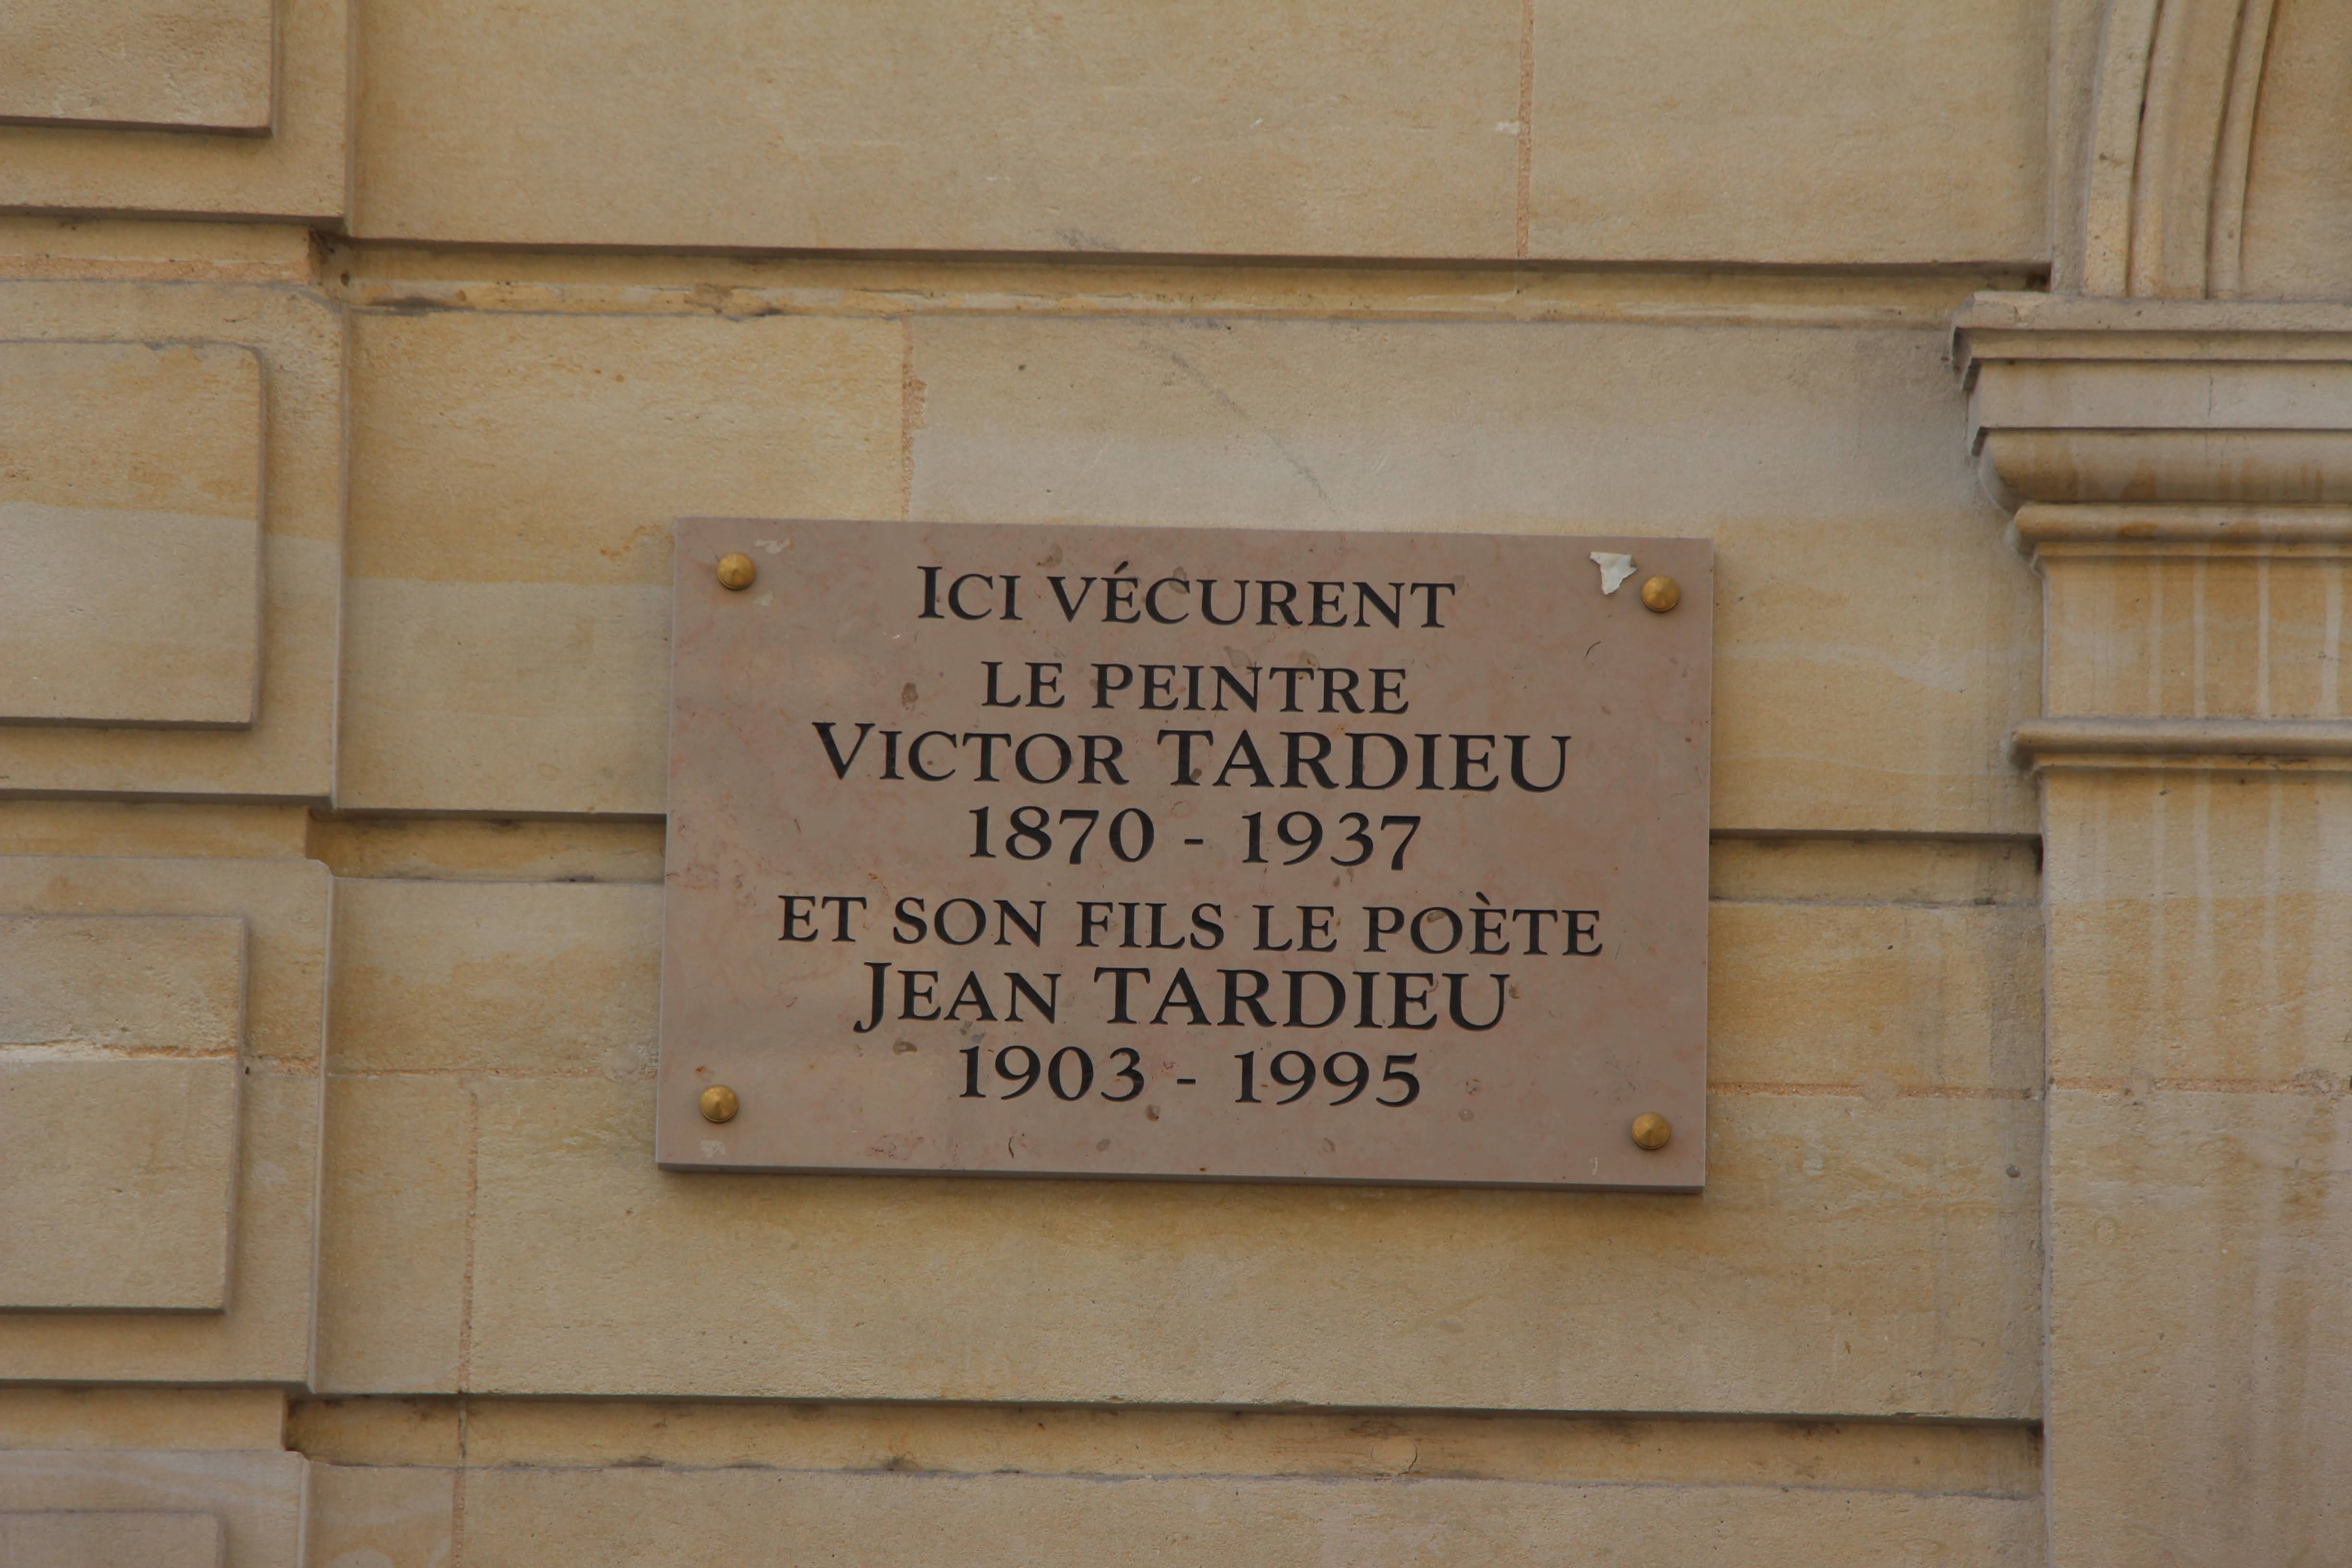 ICI VÉCURENT
LE PEINTRE
VICTOR TARDIEU
1870 - 1937
ET SON FILS LE POÈTE
JEAN TARDIEU
1903 - 1995